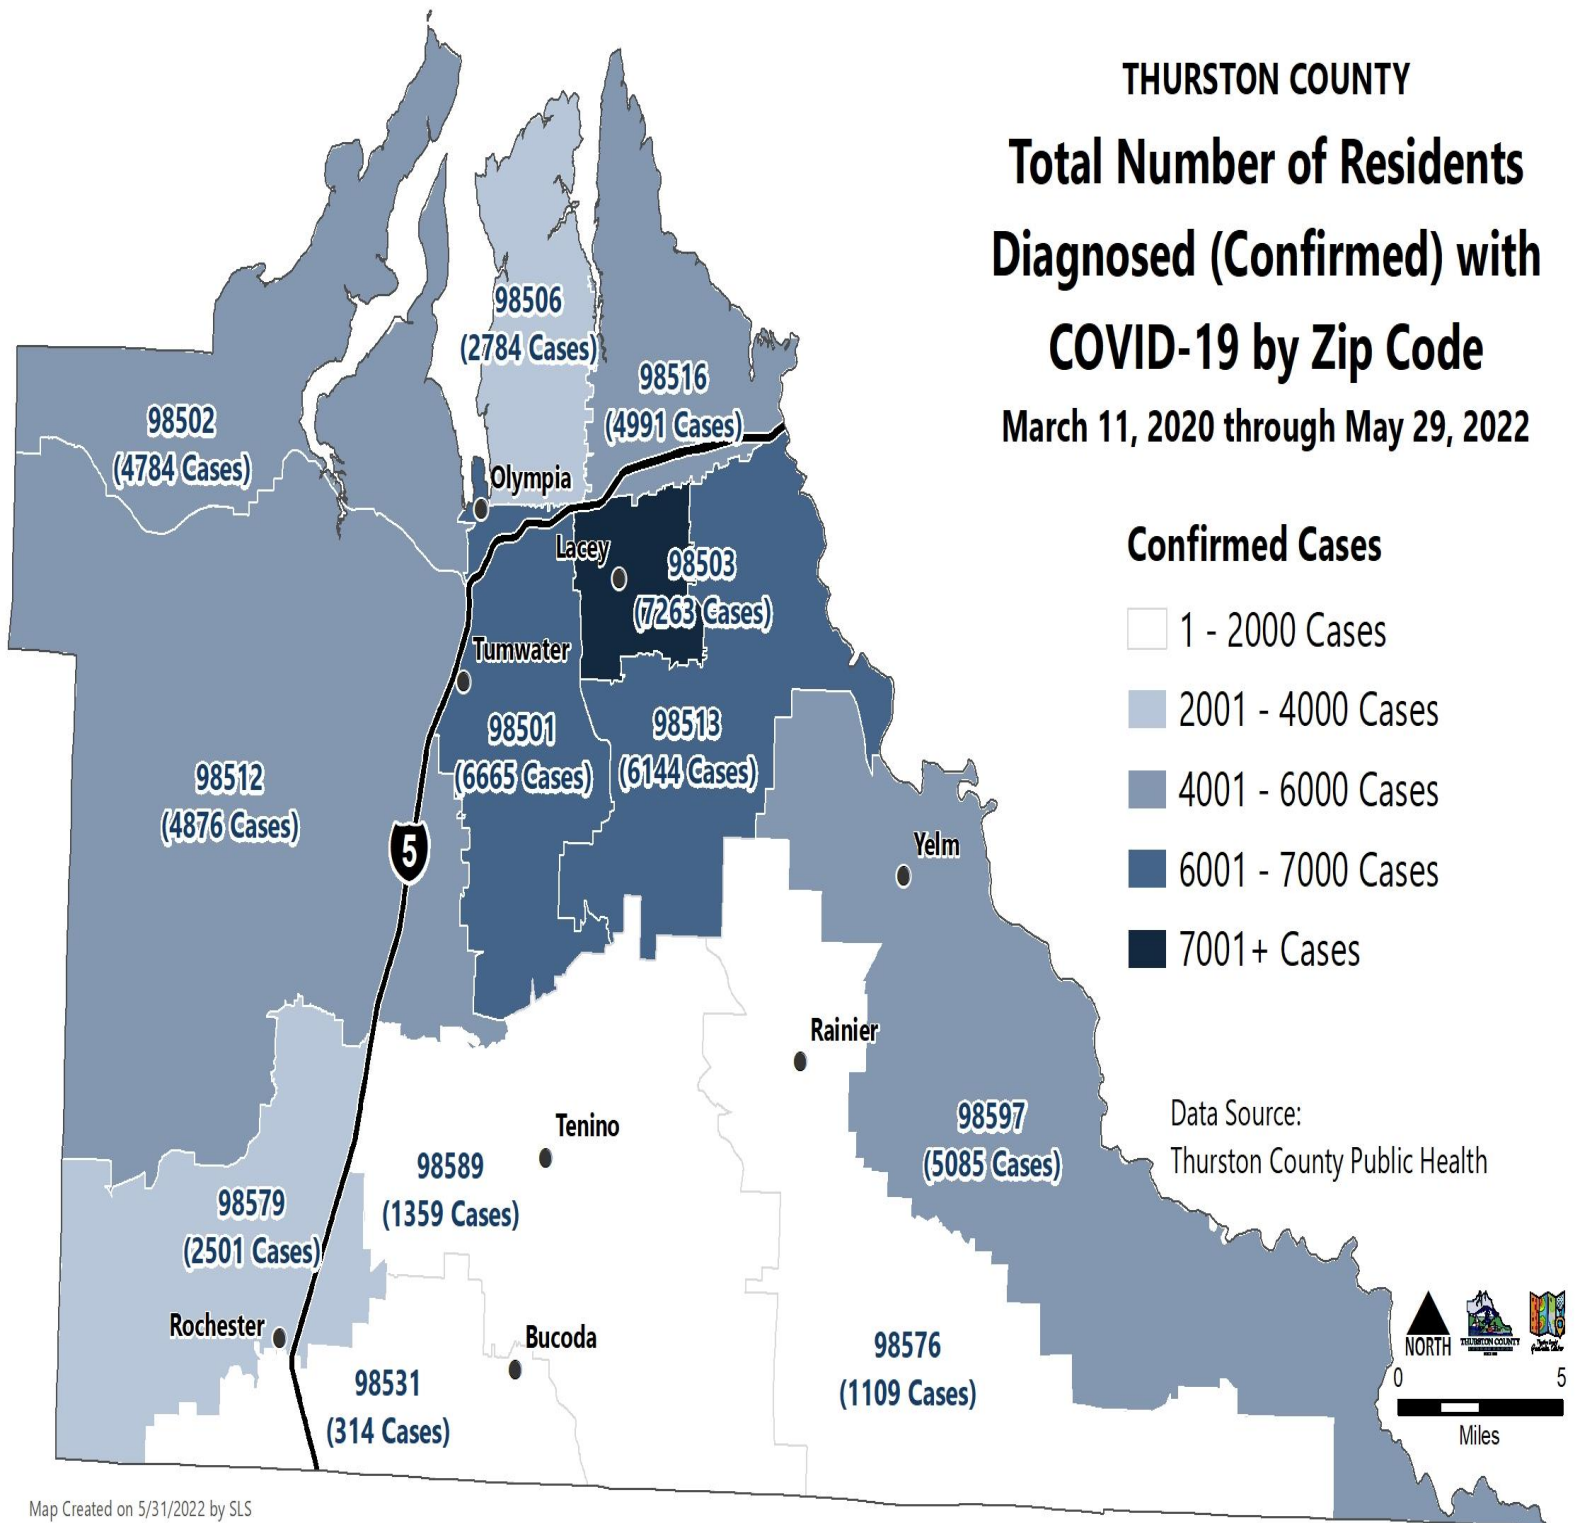 THURSTON COUNTY
Total Number of Residents
Diagnosed (Confirmed) with
COVID-19 by Zip Code
March 11, 2020 through May 29, 2022
98506
(2784 Cases)
98516
(4991 Cases)
98502
(4784 Cases)
Olympia
Lacey
98503
(7263 Cases)
Tumwater
98501
(6665 Cases)
98513
(6144 Cases)
98512
(4876 Cases)
5
Yelm
Rainier
Tenino
98589
(1359 Cases)
98597
(5085 Cases)
98579
(2501 Cases)
Rochester
Bucoda
98531
(314 Cases)
98576
(1109 Cases)
Confirmed Cases
1 - 2000 Cases
2001 - 4000 Cases
4001 - 6000 Cases
6001 - 7000 Cases
7001+ Cases
Data Source:
Thurston County Public Health
NORTH
THURSTON COUNTY
0 5
Miles
Map Created on 5/31/2022 by SLS